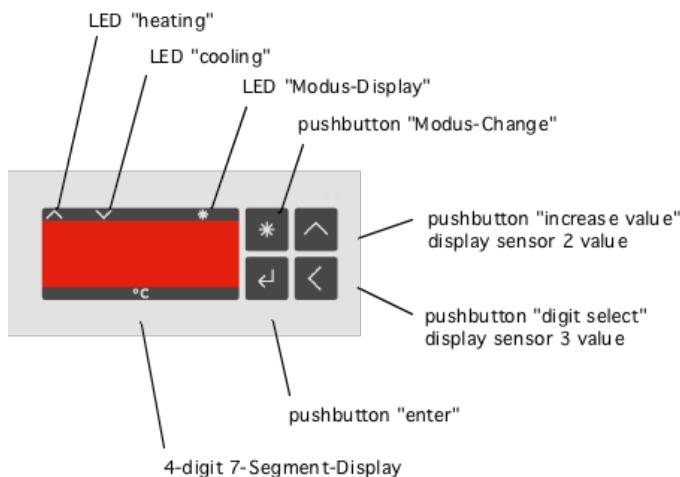 LED "heating"
LED "cooling"
LED "Modus-Display"
pushbutton "Modus-Change"
pushbutton "increase value"
display sensor 2 value
°C
pushbutton "digit select"
display sensor 3 value
pushbutton "enter"
4-digit 7-Segment-Display